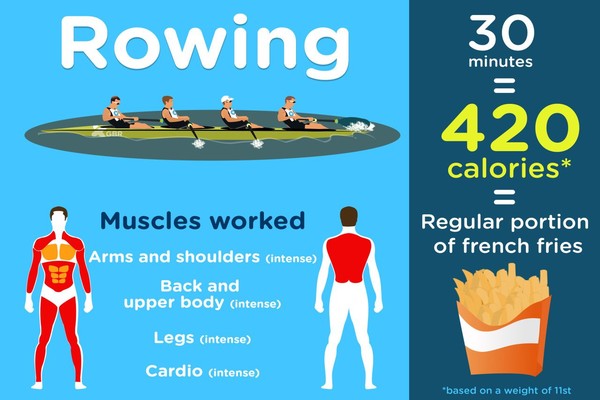 Rowing
GBR
Muscles worked
Arms and shoulders (intense)
Back and
upper body (intense)
Legs (intense)
Cardio (intense)
30
minutes
=
420
calories*
=
Regular portion
of french fries
*based on a weight of 11st